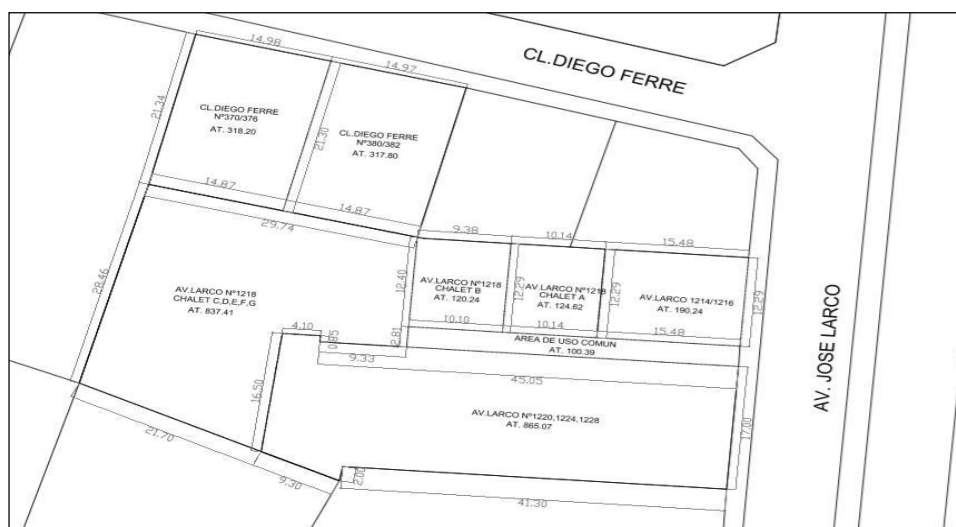 CL.DIEGO FERRE
14.98
14.97
21.34
CL.DIEGO FERRE
Nº370/376
AT. 318.20
21.30
CL.DIEGO FERRE
Nº380/382
AT. 317.80
14.87
14.87
29.74
9.38
10.14
15.48
28.46
AV.LARCO Nº1218
CHALET C,D,E,F,G
AT. 837.41
12.40
AV.LARCO Nº1218
CHALET B
AT. 120.24
12.29
AV.LARCO Nº1218
CHALET A
AT. 124.62
12.29
AV.LARCO 1214/1216
AT. 190.24
12.29
10.10
10.14
15.48
4.10
0.85
2.81
AREA DE USO COMUN
AT. 100.39
9.33
45.05
16.50
AV.LARCO Nº1220,1224,1228
AT. 865.07
17.00
21.70
9.30
2.00
41.30
AV. JOSE LARCO